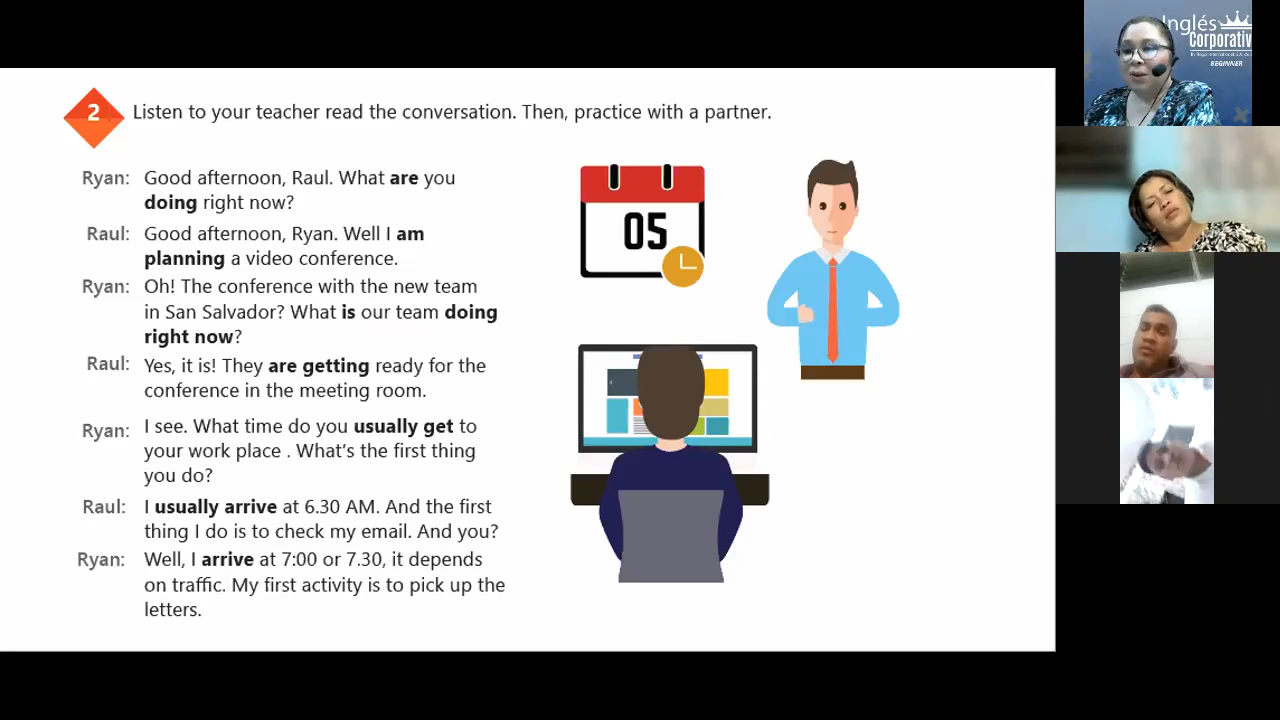 2 Listen to your teacher read the conversation. Then, practice with a partner.
Ryan: Good afternoon, Raul. What are you
doing right now?
Raul: Good afternoon, Ryan. Well I am
planning a video conference.
Ryan: Oh! The conference with the new team
in San Salvador? What is our team doing
right now?
Raul: Yes, it is! They are getting ready for the
conference in the meeting room.
Ryan: I see. What time do you usually get to
your work place . What's the first thing
you do?
Raul: I usually arrive at 6.30 AM. And the first
thing I do is to check my email. And you?
Ryan: Well, I arrive at 7:00 or 7.30, it depends
on traffic. My first activity is to pick up the
letters.
05
Inglés
Corporativ
BEGINNER